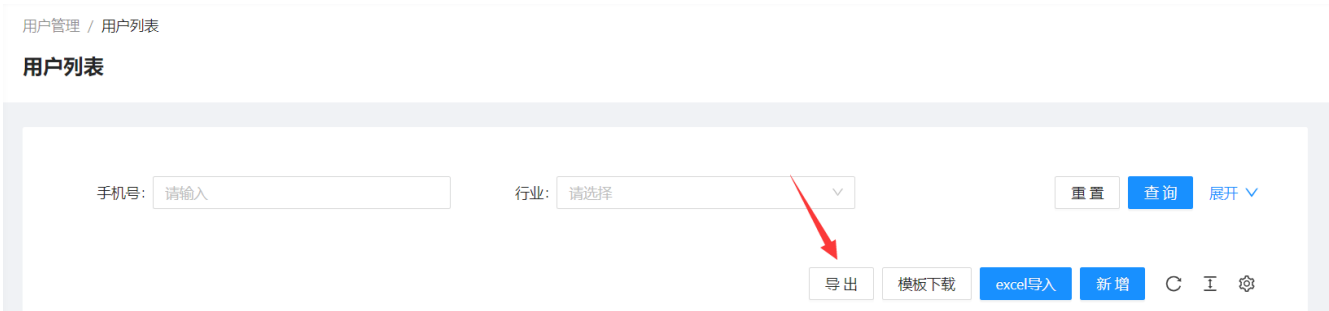 用户管理 / 用户列表
用户列表
手机号: 请输入 行业: 请选择 重置 查询 展开
导出 模板下载 excel导入 新增